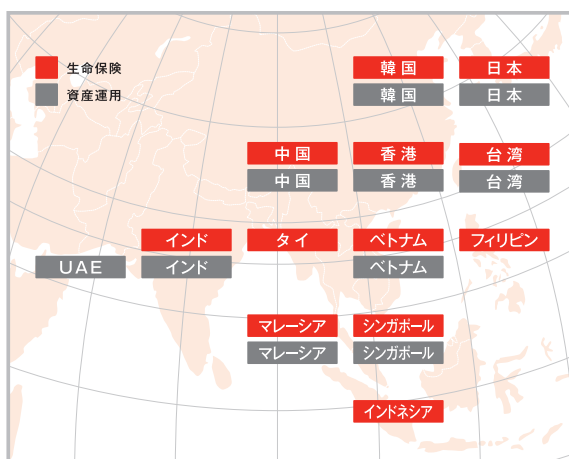 生命保険
資産運用
韓国
日本
韓国
日本
中国
香港
台湾
中国
香港
台湾
インド
タイ
ベトナム
フィリピン
UAE
インド
ベトナム
マレーシア
シンガポール
マレーシア
シンガポール
インドネシア